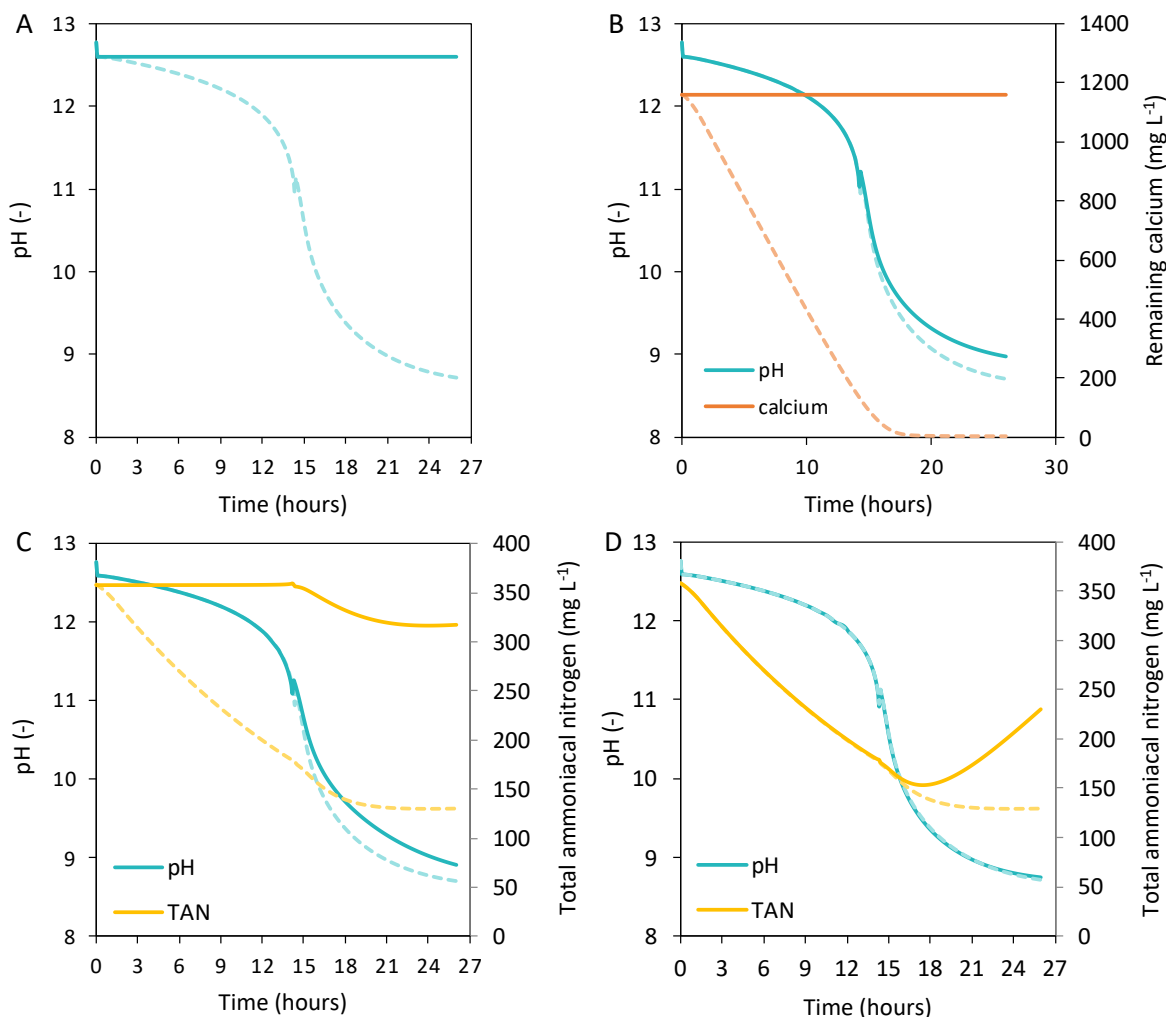 A
13
12
11
10
9
8
pH (-)
0 3 6 9 12 15 18 21 24 27
Time (hours)
B
13
12
11
10
9
8
pH (-)
1400
1200
1000
800
600
400
200
0
Remaining calcium (mg L-1)
pH
calcium
0 10 20 30
Time (hours)
C
13
12
11
10
9
8
pH (-)
400
350
300
250
200
150
100
50
0
Total ammoniacal nitrogen (mg L-1)
pH
TAN
0 3 6 9 12 15 18 21 24 27
Time (hours)
D
13
12
11
10
9
8
pH (-)
400
350
300
250
200
150
100
50
0
Total ammoniacal nitrogen (mg L-1)
pH
TAN
0 3 6 9 12 15 18 21 24 27
Time (hours)